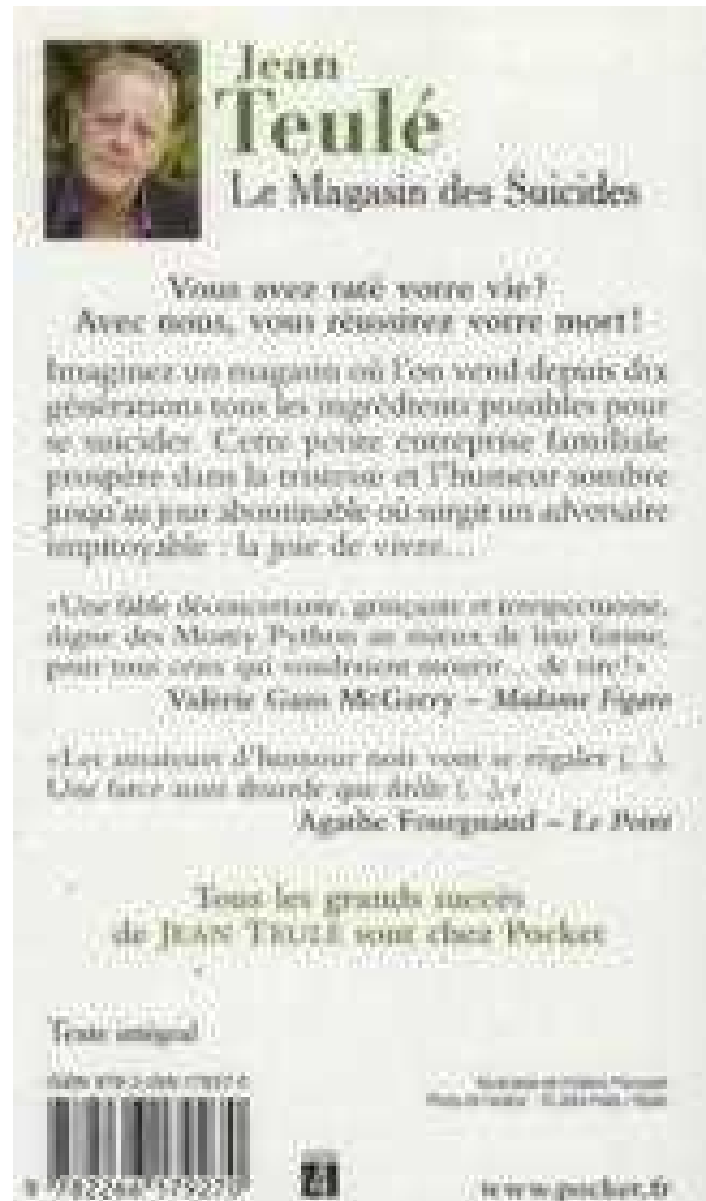 Jean
Teulé
Le Magasin des Suicides
Vous avez raté votre vie?
Avec nous, vous réussirez votre mort!
Imaginez un magasin où l'on vend depuis dix
générations tous les ingrédients possibles pour
se suicider. Cette petite entreprise familiale
prospère dans la tristesse et l'humeur sombre
jusqu'au jour abominable où surgit un adversaire
impitoyable : la joie de vivre...
«Une fable déconcertante, grinçante et irrespectueuse,
digne des Monty Python au mieux de leur forme,
pour tous ceux qui voudraient mourir... de rire!»
Valérie Gans McGarry – Madame Figaro
«Les amateurs d'humour noir vont se régaler (...).
Une farce aussi absurde que drôle (...).»
Agathe Fourgnaud – Le Point
Tous les grands succès
de JEAN TEULÉ sont chez Pocket
Texte intégral
ISBN
9 782266 179270
www.pocket.fr